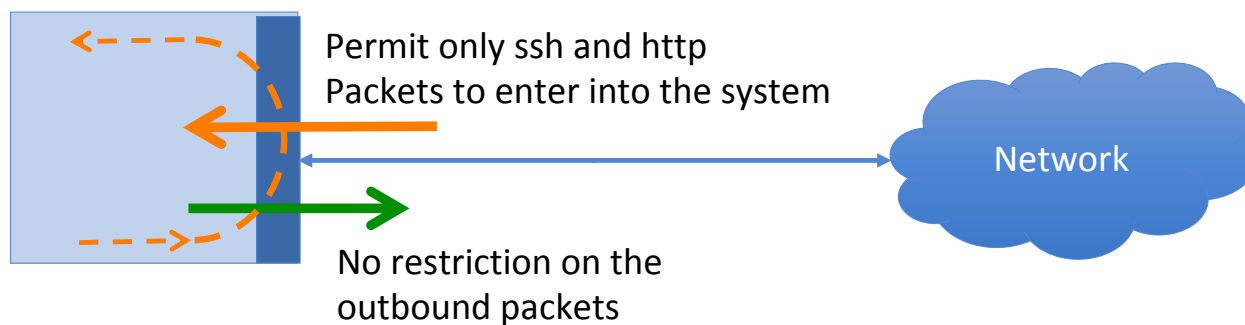 Permit only ssh and http
Packets to enter into the system
Network
No restriction on the
outbound packets